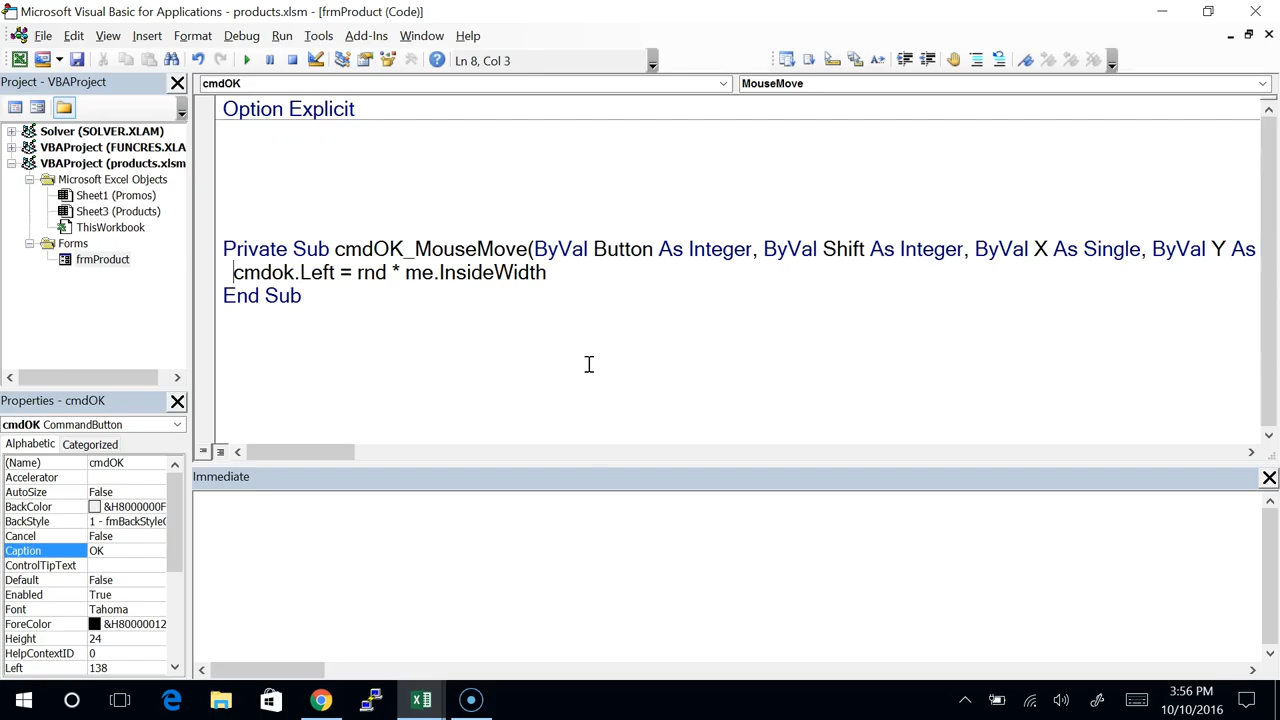 Microsoft Visual Basic for Applications - products.xlsm - [frmProduct (Code)]
File Edit View Insert Format Debug Run Tools Add-Ins Window Help
Ln 8, Col 3
Project - VBAProject
Solver (SOLVER.XLAM)
VBAProject (FUNCRES.XLA
VBAProject (products.xlsm
Microsoft Excel Objects
Sheet1 (Promos)
Sheet3 (Products)
ThisWorkbook
Forms
frmProduct
Properties - cmdOK
cmdOK CommandButton
Alphabetic Categorized
(Name) cmdOK
Accelerator
AutoSize False
BackColor &H8000000F
BackStyle 1 - fmBackStyleO
Cancel False
Caption OK
ControlTipText
Default False
Enabled True
Font Tahoma
ForeColor &H80000012
Height 24
HelpContextID 0
Left 138
cmdOK MouseMove
Option Explicit
Private Sub cmdOK_MouseMove(ByVal Button As Integer, ByVal Shift As Integer, ByVal X As Single, ByVal Y As
cmdok.Left = rnd * me.InsideWidth
End Sub
Immediate
3:56 PM
10/10/2016